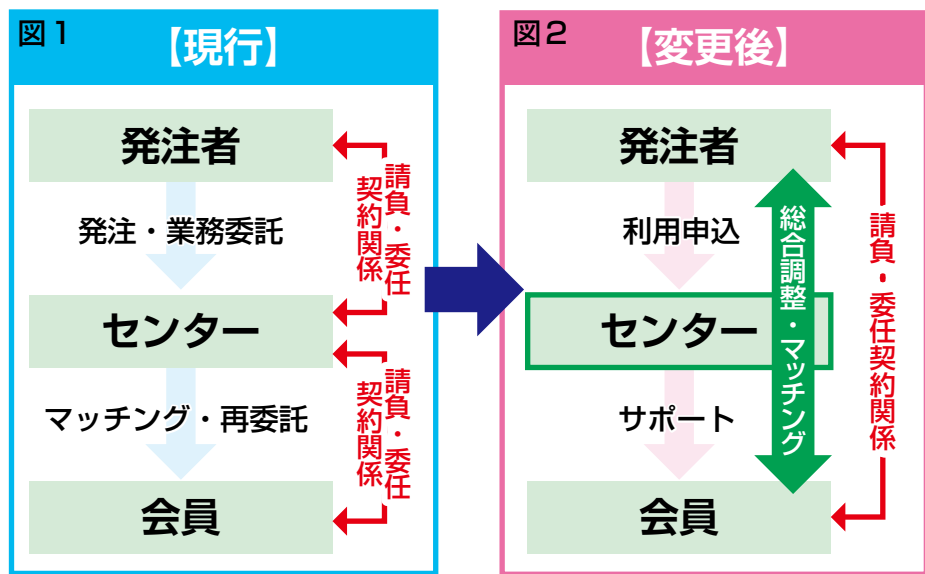 図1
【現行】
発注者
発注・業務委託
請負・委任
契約関係
センター
マッチング・再委託
請負・委任
契約関係
会員
図2
【変更後】
発注者
利用申込
総合調整・マッチング
請負・委任契約関係
センター
サポート
会員